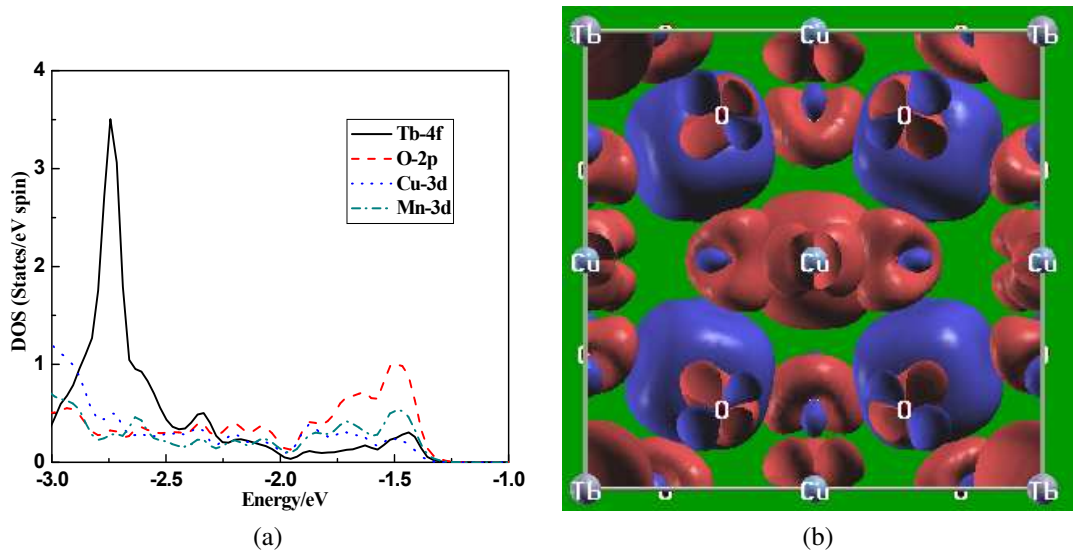 4
3
2
1
0
-3.0 -2.5 -2.0 -1.5 -1.0
DOS (States/eV spin)
Energy/eV
Tb-4f
O-2p
Cu-3d
Mn-3d
(a)
Tb Cu Tb
O O
Cu Cu Cu
O O
Tb Cu Tb
(b)